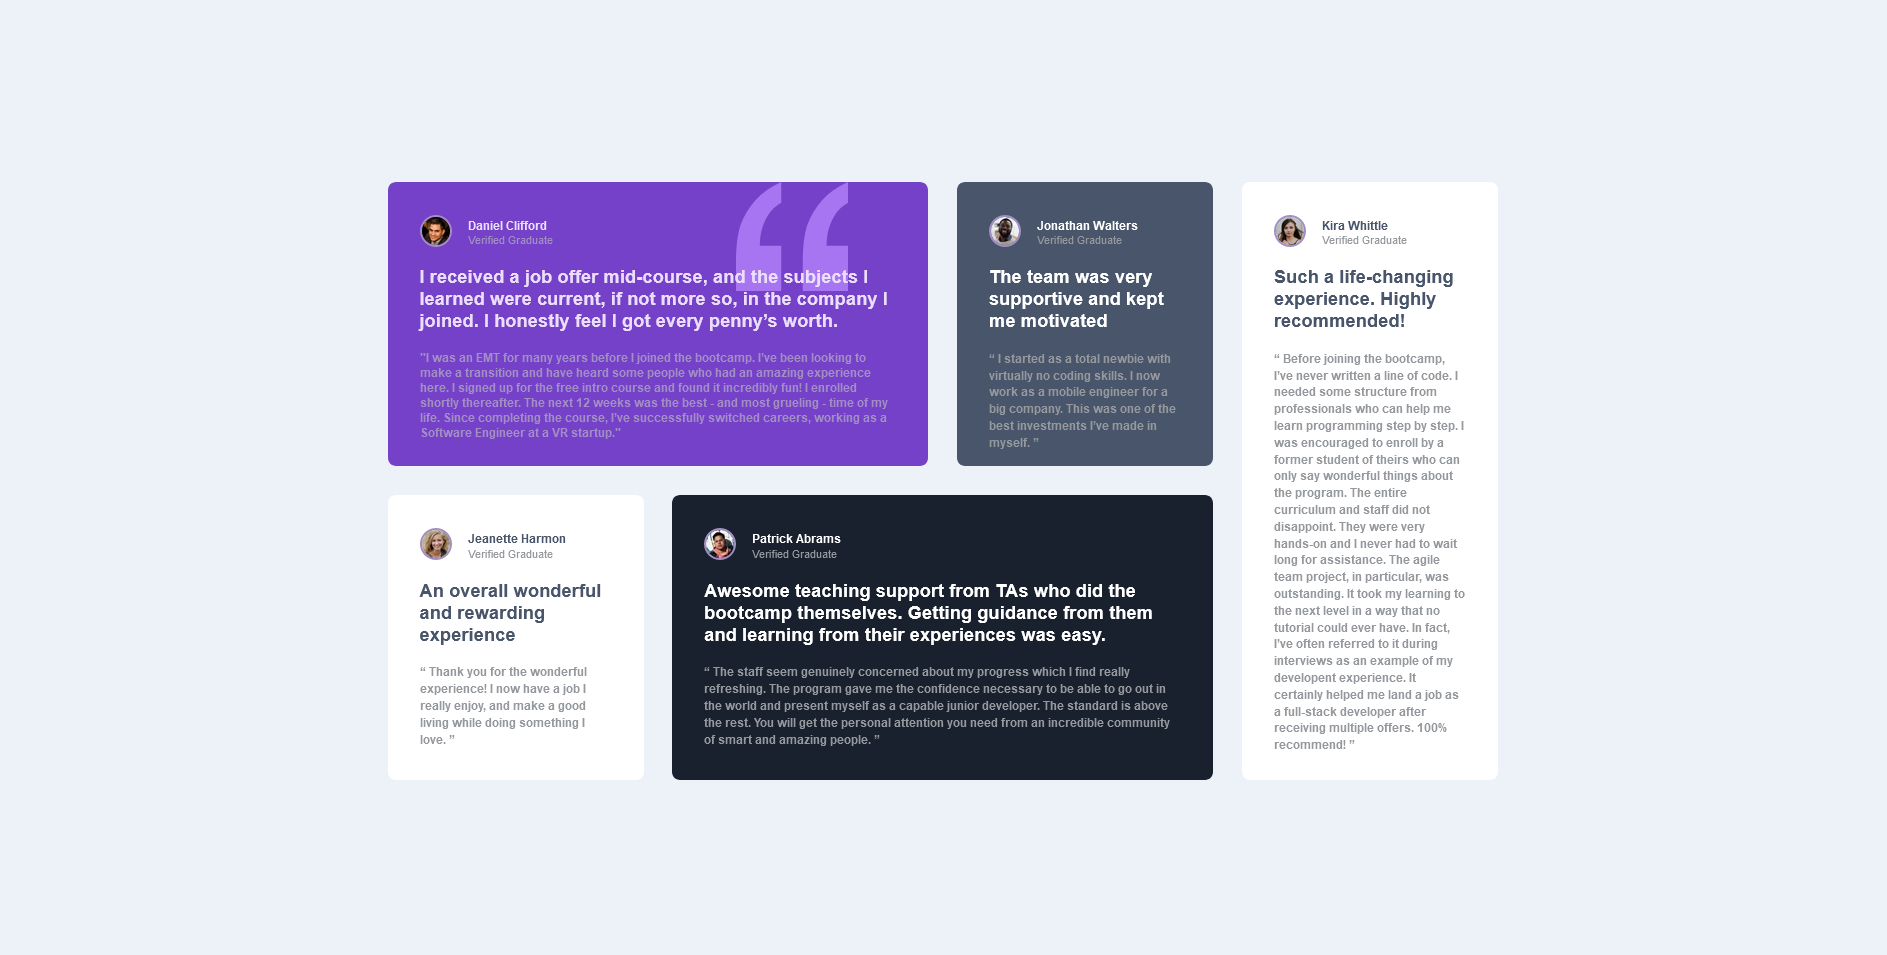 Daniel Clifford
Verified Graduate
I received a job offer mid-course, and the subjects I
learned were current, if not more so, in the company I
joined. I honestly feel I got every penny’s worth.
"I was an EMT for many years before I joined the bootcamp. I've been looking to
make a transition and have heard some people who had an amazing experience
here. I signed up for the free intro course and found it incredibly fun! I enrolled
shortly thereafter. The next 12 weeks was the best - and most grueling - time of my
life. Since completing the course, I've successfully switched careers, working as a
Software Engineer at a VR startup."
Jonathan Walters
Verified Graduate
The team was very
supportive and kept
me motivated
“ I started as a total newbie with
virtually no coding skills. I now
work as a mobile engineer for a
big company. This was one of the
best investments I’ve made in
myself. ”
Kira Whittle
Verified Graduate
Such a life-changing
experience. Highly
recommended!
“ Before joining the bootcamp,
I’ve never written a line of code. I
needed some structure from
professionals who can help me
learn programming step by step. I
was encouraged to enroll by a
former student of theirs who can
only say wonderful things about
the program. The entire
curriculum and staff did not
disappoint. They were very
hands-on and I never had to wait
long for assistance. The agile
team project, in particular, was
outstanding. It took my learning to
the next level in a way that no
tutorial could ever have. In fact,
I’ve often referred to it during
interviews as an example of my
developent experience. It
certainly helped me land a job as
a full-stack developer after
receiving multiple offers. 100%
recommend! ”
Jeanette Harmon
Verified Graduate
An overall wonderful
and rewarding
experience
“ Thank you for the wonderful
experience! I now have a job I
really enjoy, and make a good
living while doing something I
love. ”
Patrick Abrams
Verified Graduate
Awesome teaching support from TAs who did the
bootcamp themselves. Getting guidance from them
and learning from their experiences was easy.
“ The staff seem genuinely concerned about my progress which I find really
refreshing. The program gave me the confidence necessary to be able to go out in
the world and present myself as a capable junior developer. The standard is above
the rest. You will get the personal attention you need from an incredible community
of smart and amazing people. ”